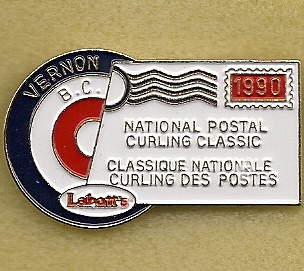 VERNON
B.C.
1990
NATIONAL POSTAL
CURLING CLASSIC
CLASSIQUE NATIONALE
CURLING DES POSTES
Labatt's